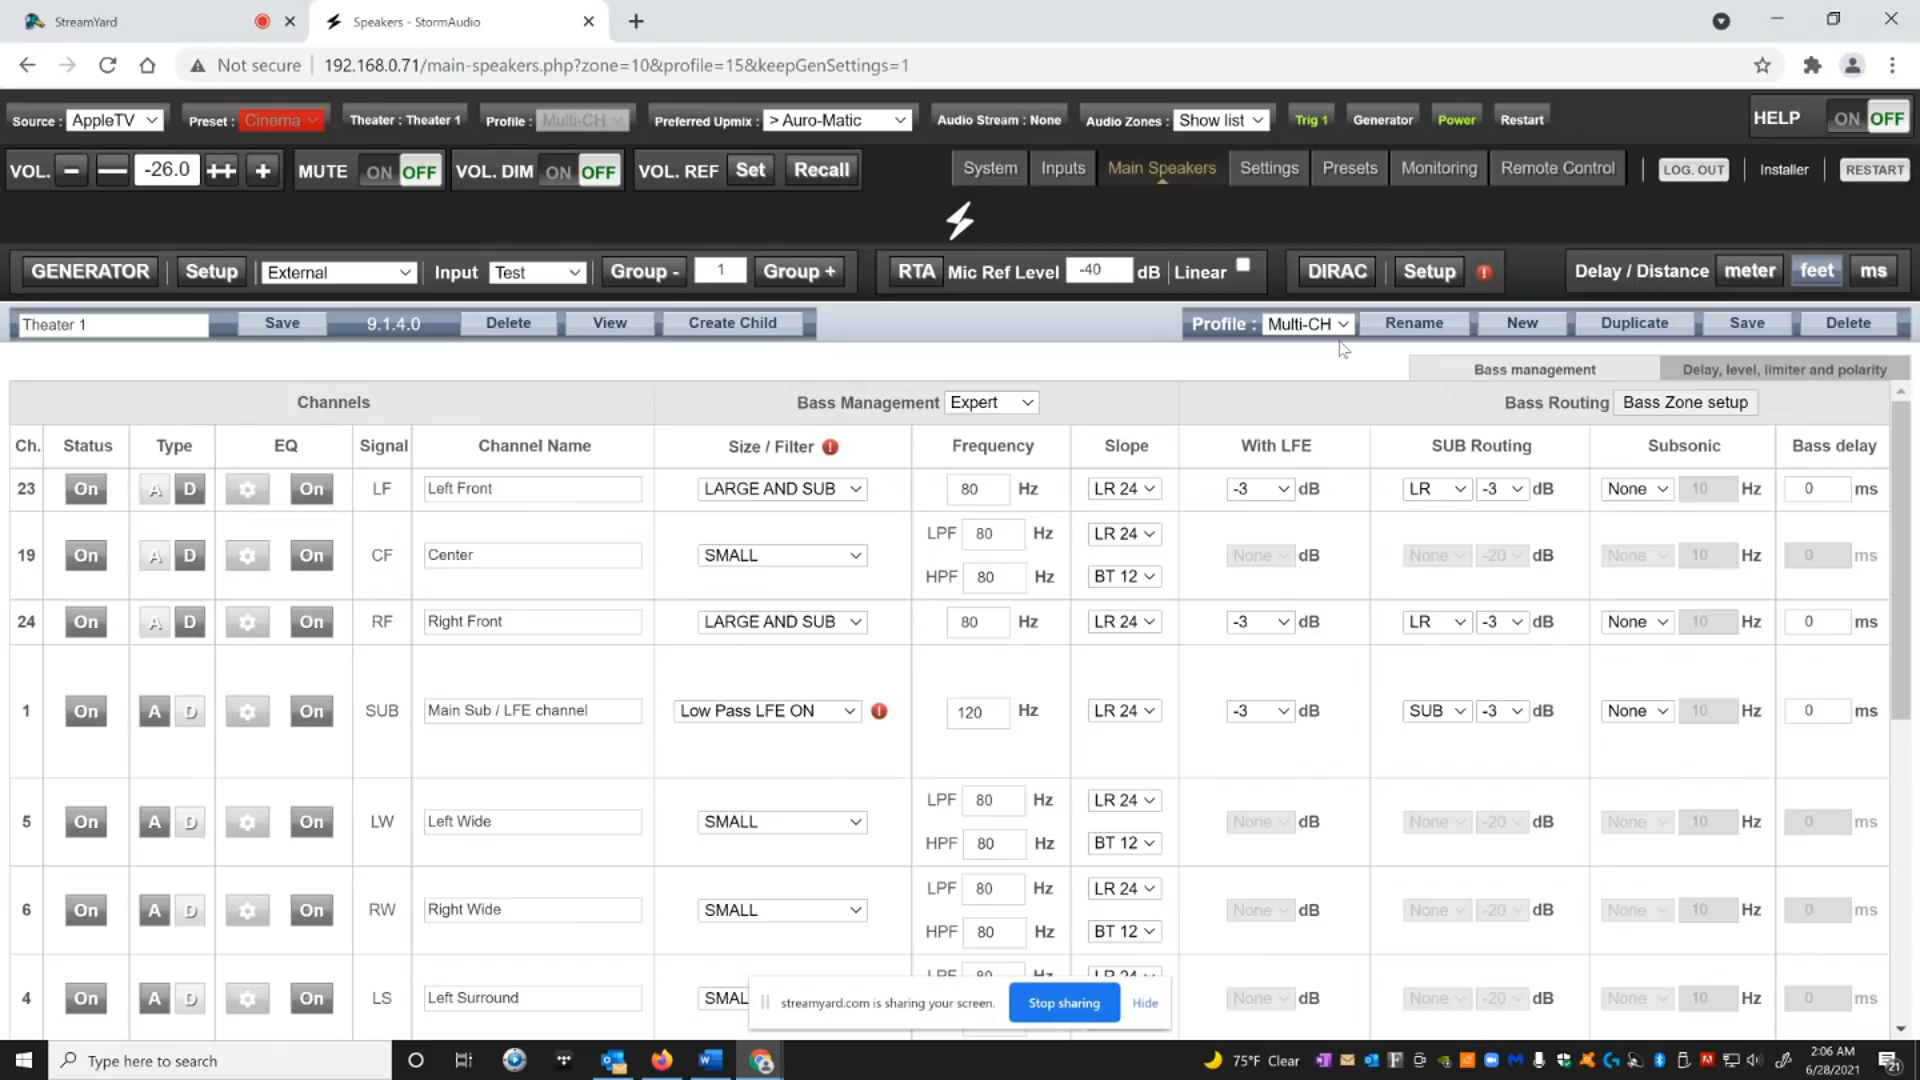 StreamYard
Speakers - StormAudio
Not secure 192.168.0.71/main-speakers.php?zone=10&profile=15&keepGenSettings=1
Source : AppleTV Preset : Cinema Theater : Theater 1 Profile : Multi-CH Preferred Upmix : > Auro-Matic Audio Stream : None Audio Zones : Show list Trig 1 Generator Power Restart HELP ON OFF
VOL. -26.0 MUTE ON OFF VOL. DIM ON OFF VOL. REF Set Recall System Inputs Main Speakers Settings Presets Monitoring Remote Control LOG. OUT Installer RESTART
GENERATOR Setup External Input Test Group - 1 Group + RTA Mic Ref Level -40 dB Linear DIRAC Setup Delay / Distance meter feet ms
Theater 1 Save 9.1.4.0 Delete View Create Child Profile : Multi-CH Rename New Duplicate Save Delete
Bass management Delay, level, limiter and polarity
Channels Bass Management Expert Bass Routing Bass Zone setup
Ch. Status Type EQ Signal Channel Name Size / Filter Frequency Slope With LFE SUB Routing Subsonic Bass delay
23 On A D On LF Left Front LARGE AND SUB 80 Hz LR 24 -3 dB LR -3 dB None 10 Hz 0 ms
LPF 80 Hz LR 24
19 On A D On CF Center SMALL None dB None -20 dB None 10 Hz 0 ms
HPF 80 Hz BT 12
24 On A D On RF Right Front LARGE AND SUB 80 Hz LR 24 -3 dB LR -3 dB None 10 Hz 0 ms
1 On A D On SUB Main Sub / LFE channel Low Pass LFE ON 120 Hz LR 24 -3 dB SUB -3 dB None 10 Hz 0 ms
LPF 80 Hz LR 24
5 On A D On LW Left Wide SMALL None dB None -20 dB None 10 Hz 0 ms
HPF 80 Hz BT 12
LPF 80 Hz LR 24
6 On A D On RW Right Wide SMALL None dB None -20 dB None 10 Hz 0 ms
HPF 80 Hz BT 12
LPF 80 Hz LR 24
4 On A D On LS Left Surround SMAL None dB None -20 dB None 10 Hz 0 ms
streamyard.com is sharing your screen. Stop sharing Hide
Type here to search 75°F Clear 2:06 AM
6/28/2021
21